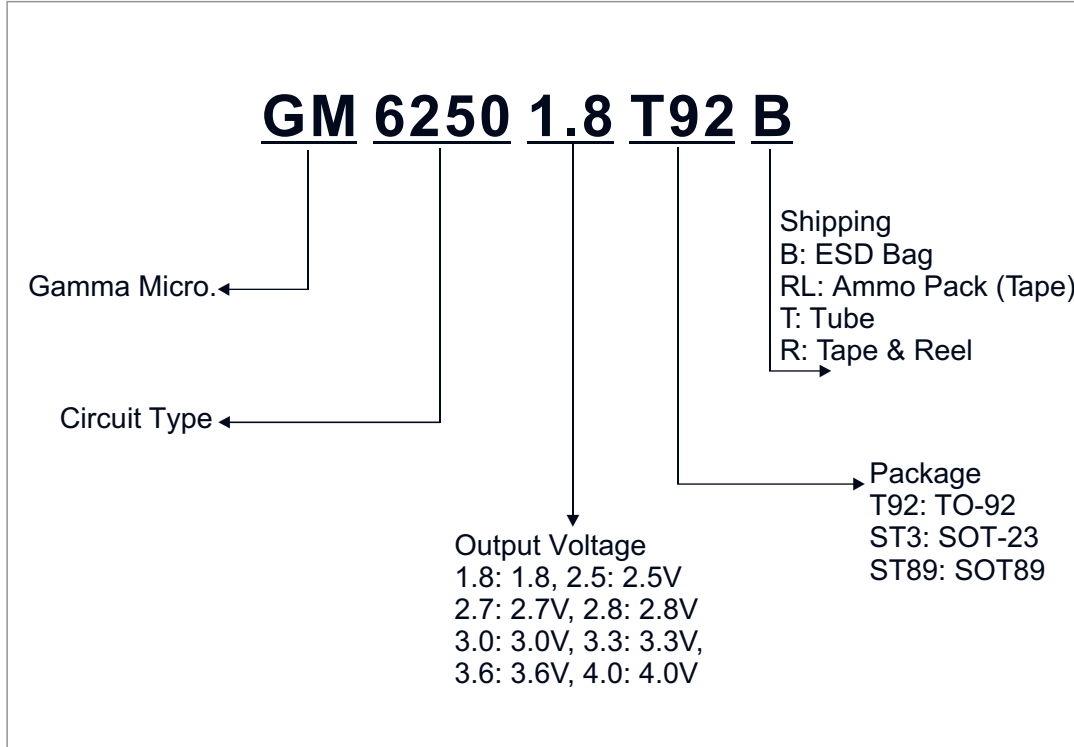 GM 6250 1.8 T92 B
Shipping
B: ESD Bag
RL: Ammo Pack (Tape)
T: Tube
R: Tape & Reel
Gamma Micro.
Circuit Type
Package
T92: TO-92
ST3: SOT-23
ST89: SOT89
Output Voltage
1.8: 1.8, 2.5: 2.5V
2.7: 2.7V, 2.8: 2.8V
3.0: 3.0V, 3.3: 3.3V,
3.6: 3.6V, 4.0: 4.0V